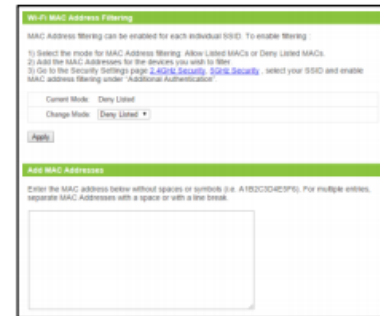 Wi-Fi MAC Address Filtering
MAC Address filtering can be enabled for each individual SSID. To enable filtering :
1) Select the mode for MAC Address filtering: Allow Listed MACs or Deny Listed MACs.
2) Add the MAC Addresses for the devices you wish to filter.
3) Go to the Security Settings page 2.4GHz Security, 5GHz Security , select your SSID and enable
MAC address filtering under "Additional Authentication".
Current Mode: Deny Listed
Change Mode: Deny Listed
Apply
Add MAC Addresses
Enter the MAC address below without spaces or symbols (i.e. A1B2C3D4E5F6). For multiple entries,
separate MAC Addresses with a space or with a line break.